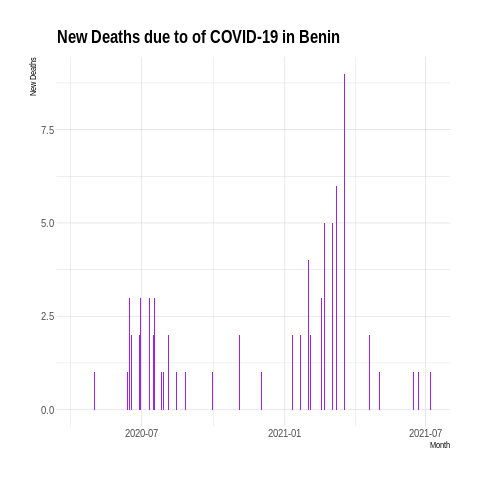 New Deaths due to of COVID-19 in Benin
New Deaths
7.5
5.0
2.5
0.0
2020-07
2021-01
2021-07
Month